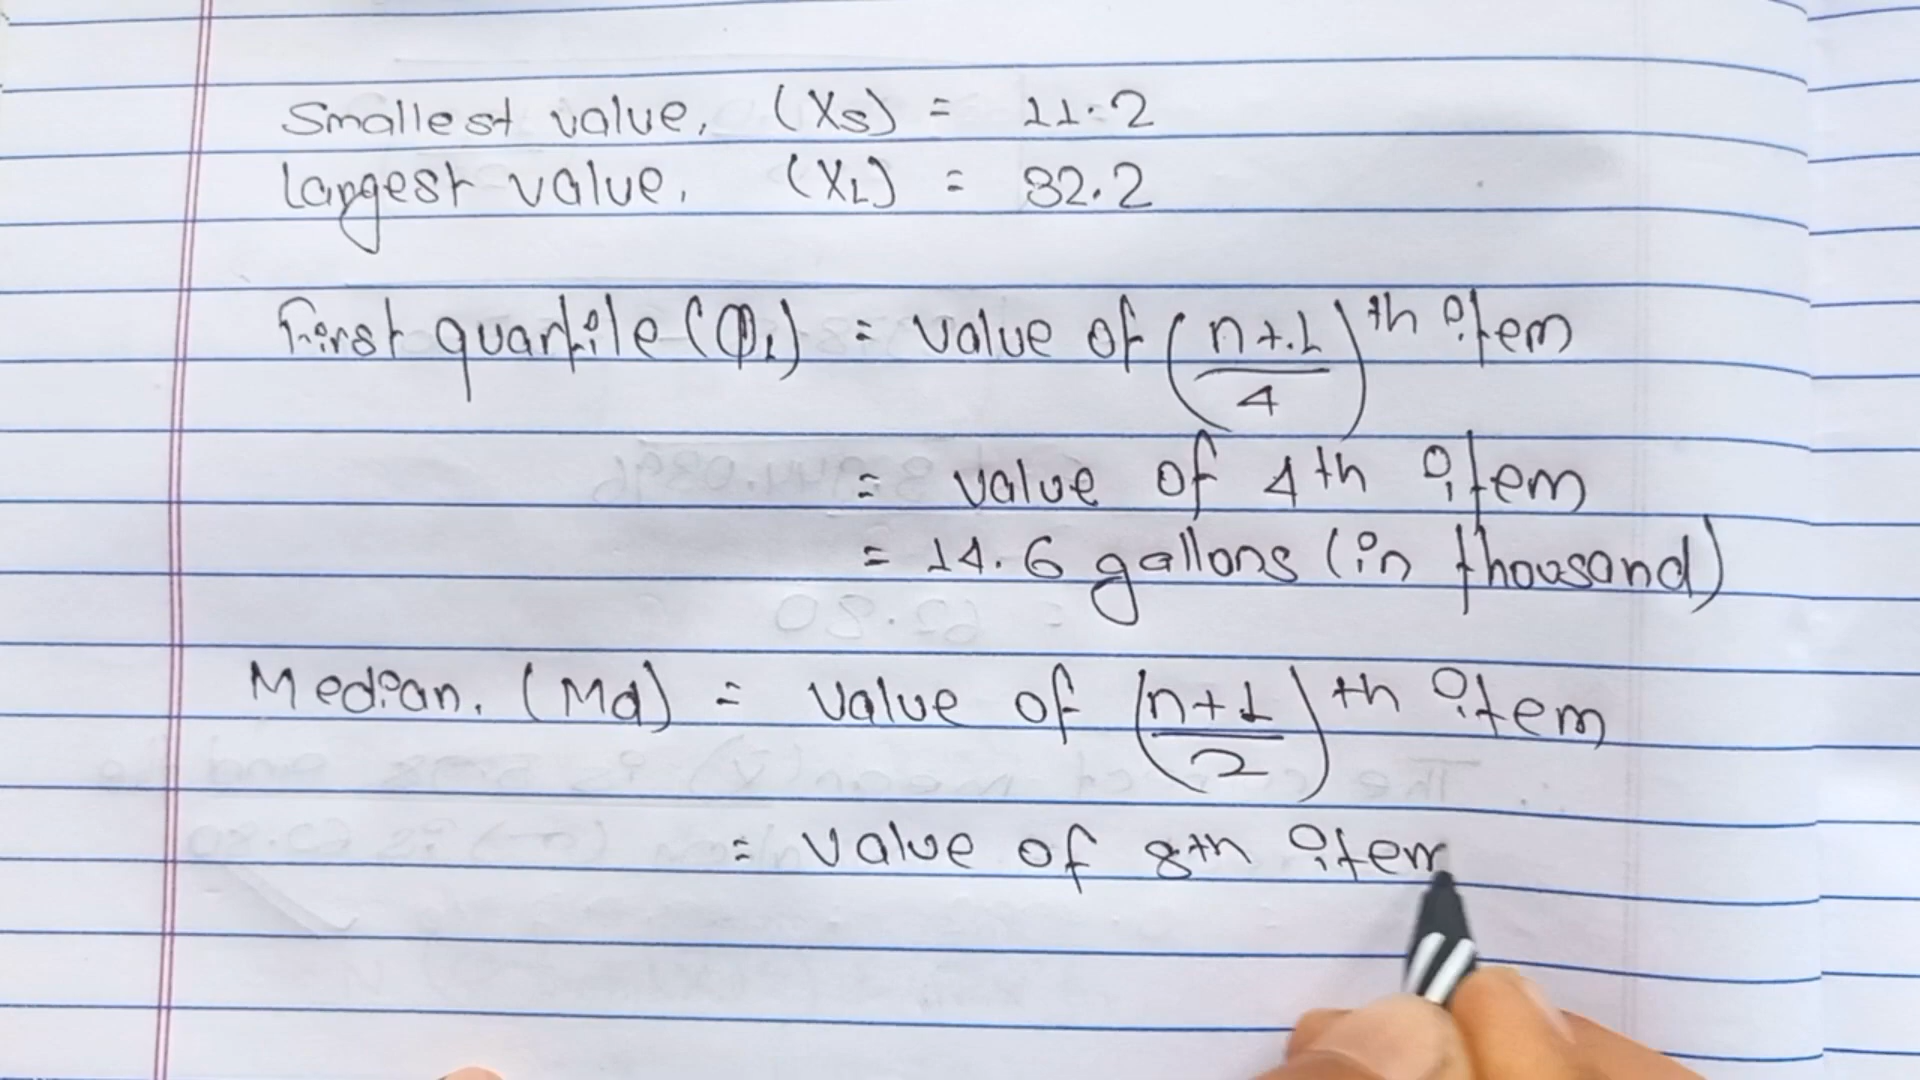 Smallest value, (Xs) = 11.2
Largest value, (XL) = 32.2
First quartile (Q1) = value of (n+1/4)th item
= value of 4th item
= 14.6 gallons (in thousand)
Median, (Md) = value of (n+1/2)th item
= value of 8th item